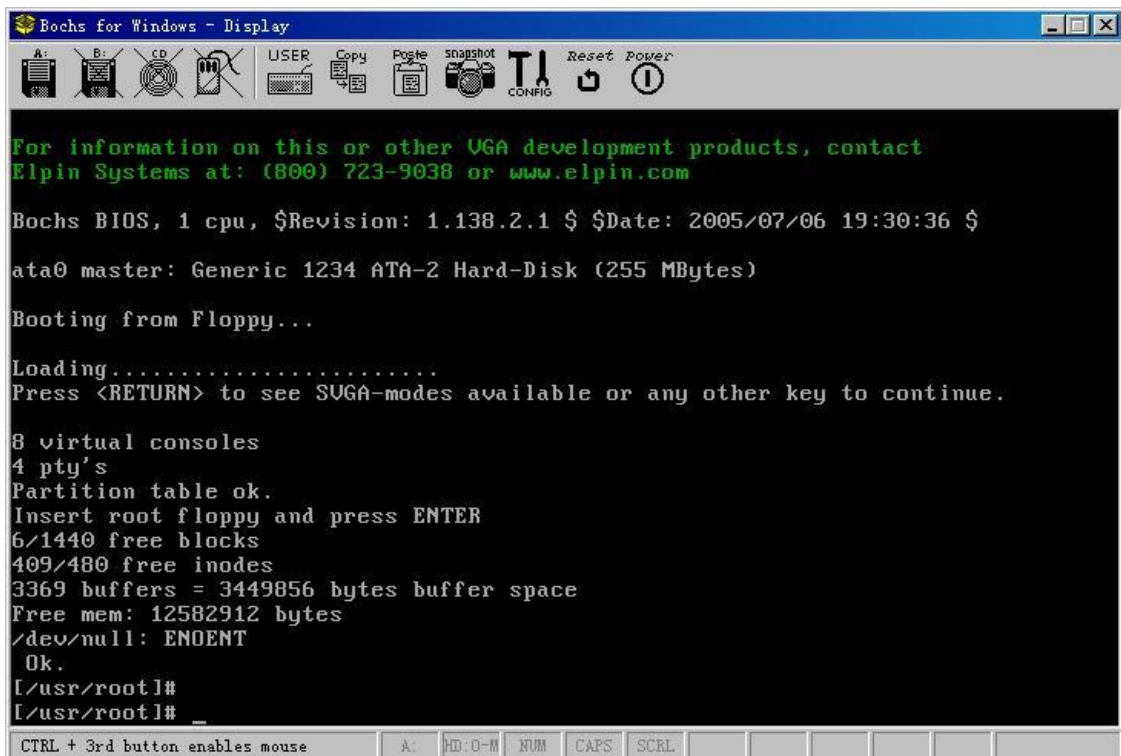 Bochs for Windows - Display
A: B: CD USER Copy Paste snapshot CONFIG Reset Power
For information on this or other VGA development products, contact
Elpin Systems at: (800) 723-9038 or www.elpin.com
Bochs BIOS, 1 cpu, $Revision: 1.138.2.1 $ $Date: 2005/07/06 19:30:36 $
ata0 master: Generic 1234 ATA-2 Hard-Disk (255 MBytes)
Booting from Floppy...
Loading........................
Press <RETURN> to see SVGA-modes available or any other key to continue.
8 virtual consoles
4 pty's
Partition table ok.
Insert root floppy and press ENTER
6/1440 free blocks
409/480 free inodes
3369 buffers = 3449856 bytes buffer space
Free mem: 12582912 bytes
/dev/null: ENOENT
Ok.
[/usr/root]#
[/usr/root]# _
CTRL + 3rd button enables mouse A: HD:0-M NUM CAPS SCRL